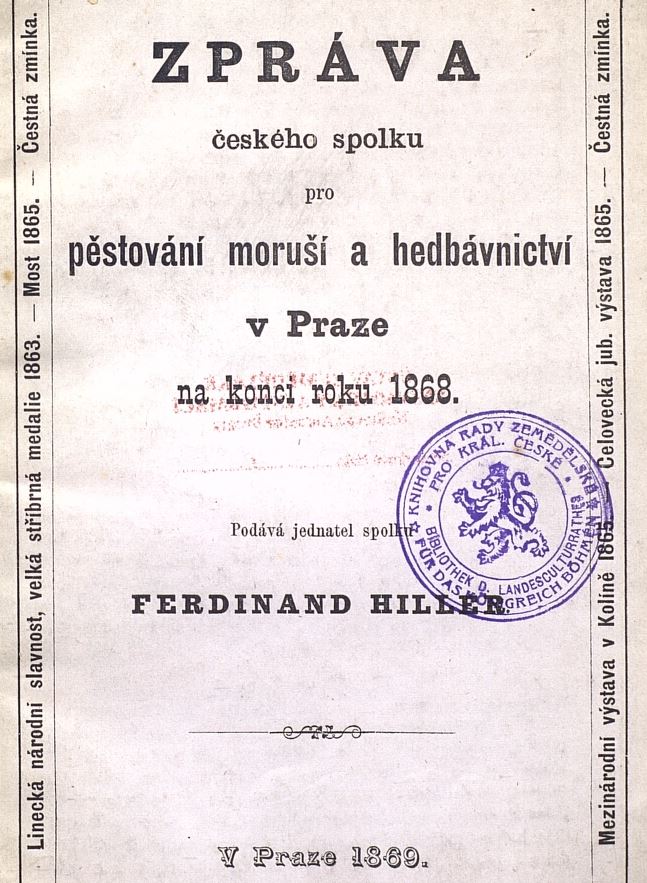 Linecká národní slavnost, velká stříbrná medalie 1863. — Most 1865. — Čestná zmínka.
ZPRÁVA
českého spolku
pro
pěstování moruší a hedbávnictví
v Praze
na konci roku 1868.
Podává jednatel spolku
FERDINAND HILLER.
V Praze 1869.
Mezinárodní výstava v Kolíně 1865. — Celovecká jub. výstava 1865. — Čestná zmínka.
KNIHOVNA RADY ZEMĚDĚLSKÉ
PRO KRÁL. ČESKÉ
BIBLIOTHEK D. LANDESCULTURRATHES
FÜR DAS KÖNIGREICH BÖHMEN